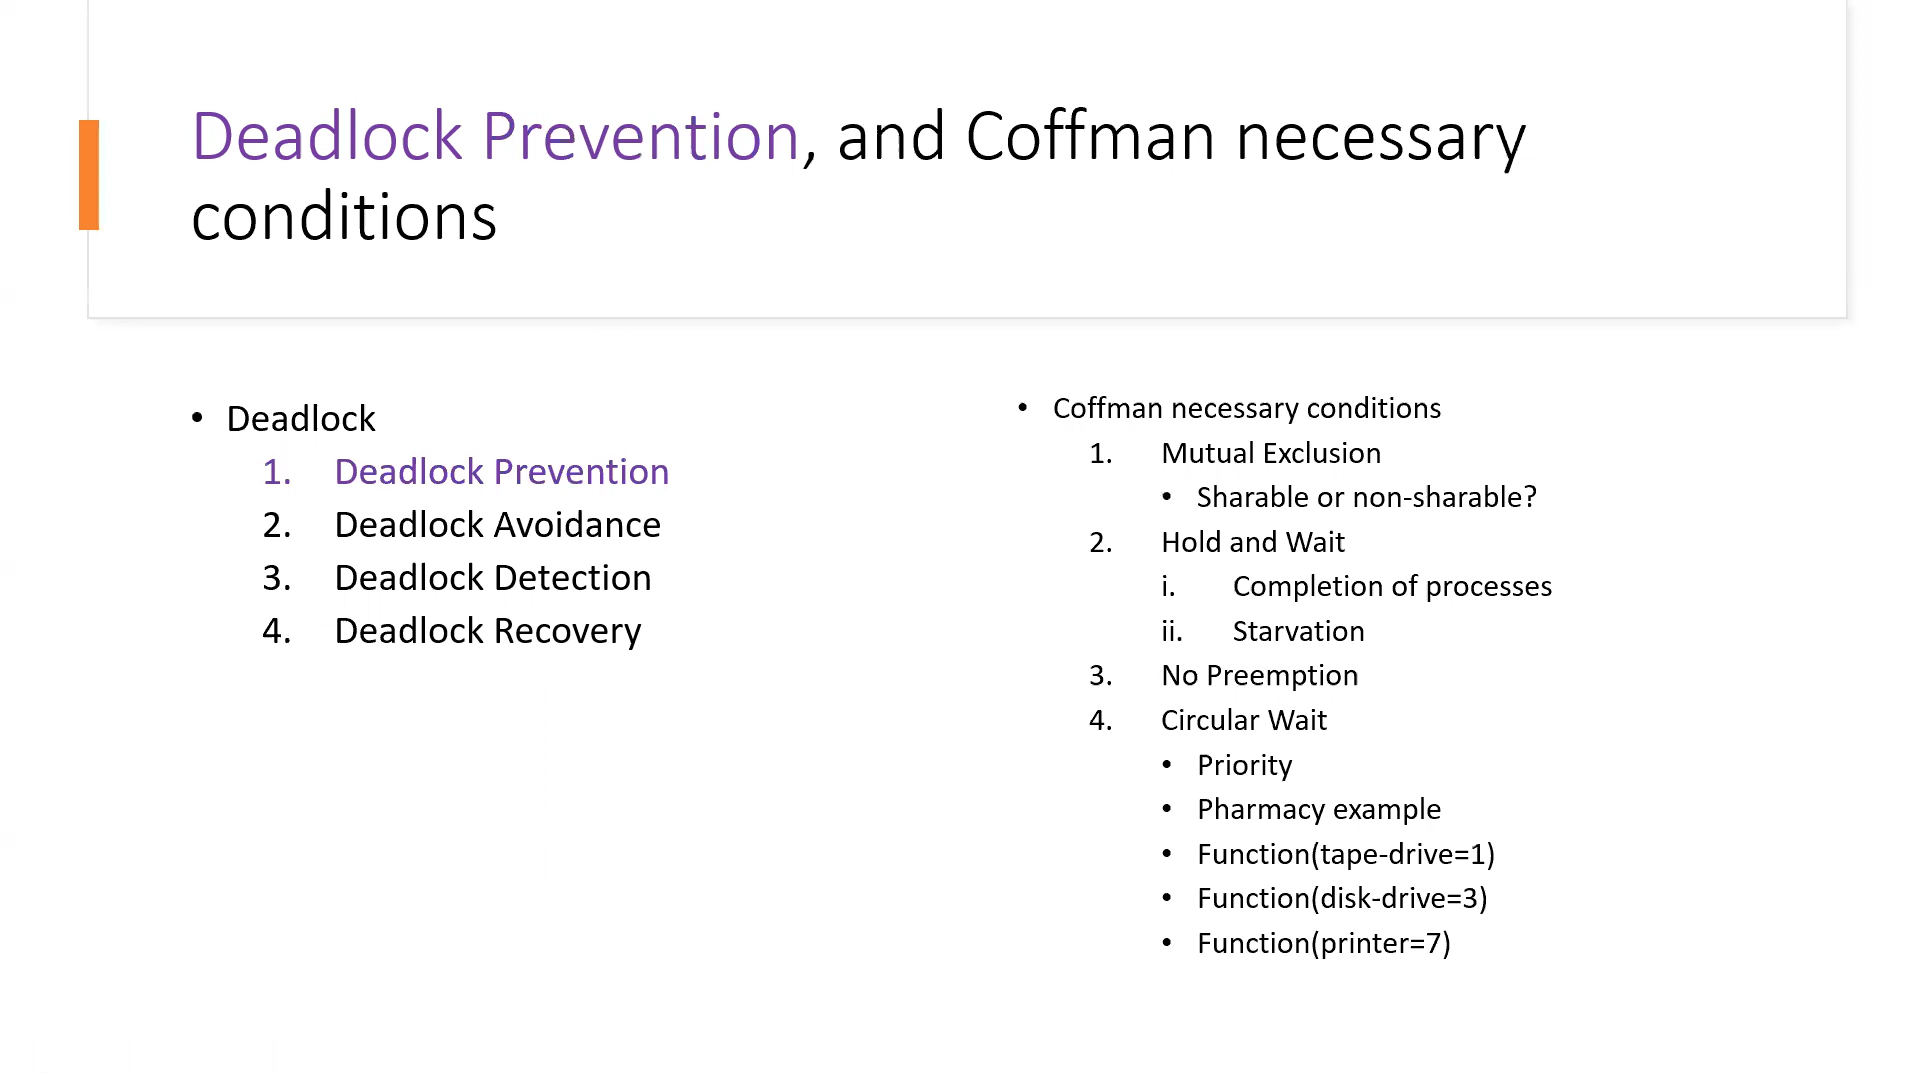 Deadlock Prevention, and Coffman necessary
conditions
• Deadlock
1. Deadlock Prevention
2. Deadlock Avoidance
3. Deadlock Detection
4. Deadlock Recovery
• Coffman necessary conditions
1. Mutual Exclusion
• Sharable or non-sharable?
2. Hold and Wait
i. Completion of processes
ii. Starvation
3. No Preemption
4. Circular Wait
• Priority
• Pharmacy example
• Function(tape-drive=1)
• Function(disk-drive=3)
• Function(printer=7)